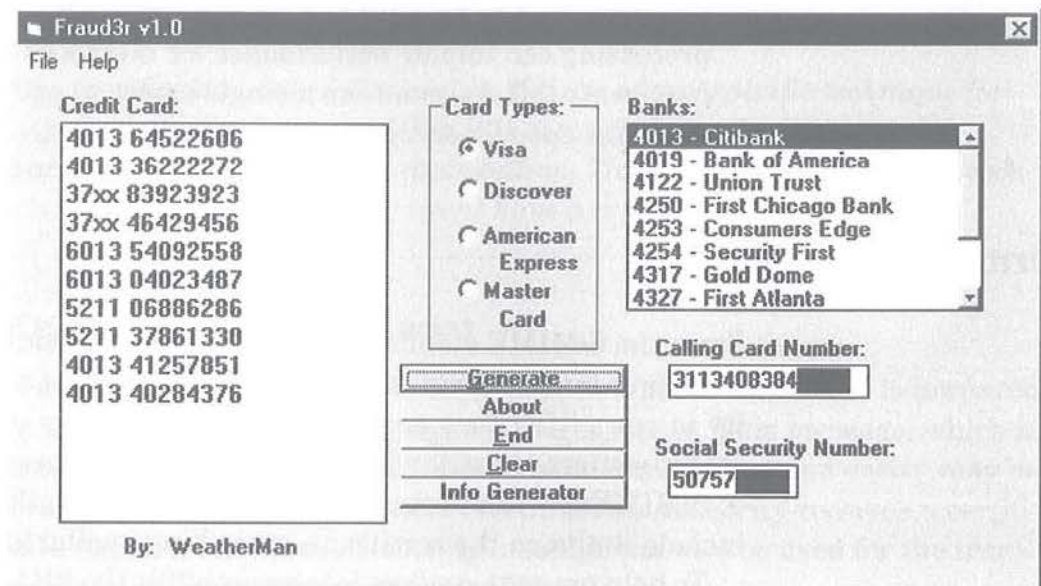 Fraud3r v1.0
File Help
Credit Card:
4013 64522606
4013 36222272
37xx 83923923
37xx 46429456
6013 54092558
6013 04023487
5211 06886286
5211 37861330
4013 41257851
4013 40284376
By: WeatherMan
Card Types:
Visa
Discover
American
Express
Master
Card
Generate
About
End
Clear
Info Generator
Banks:
4013 - Citibank
4019 - Bank of America
4122 - Union Trust
4250 - First Chicago Bank
4253 - Consumers Edge
4254 - Security First
4317 - Gold Dome
4327 - First Atlanta
Calling Card Number:
3113408384
Social Security Number:
50757